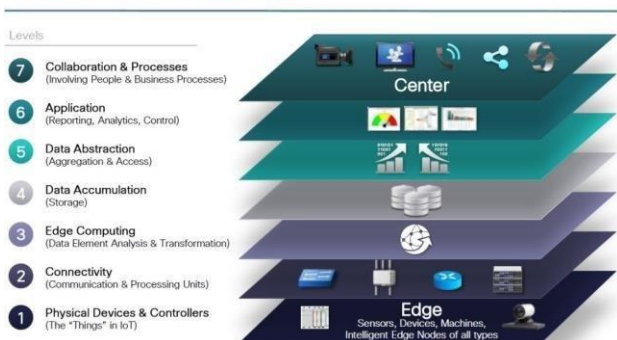 Levels
7
Collaboration & Processes
(Involving People & Business Processes)
6
Application
(Reporting, Analytics, Control)
5
Data Abstraction
(Aggregation & Access)
4
Data Accumulation
(Storage)
3
Edge Computing
(Data Element Analysis & Transformation)
2
Connectivity
(Communication & Processing Units)
1
Physical Devices & Controllers
(The "Things" in IoT)
Center
Edge
Sensors, Devices, Machines,
Intelligent Edge Nodes of all types